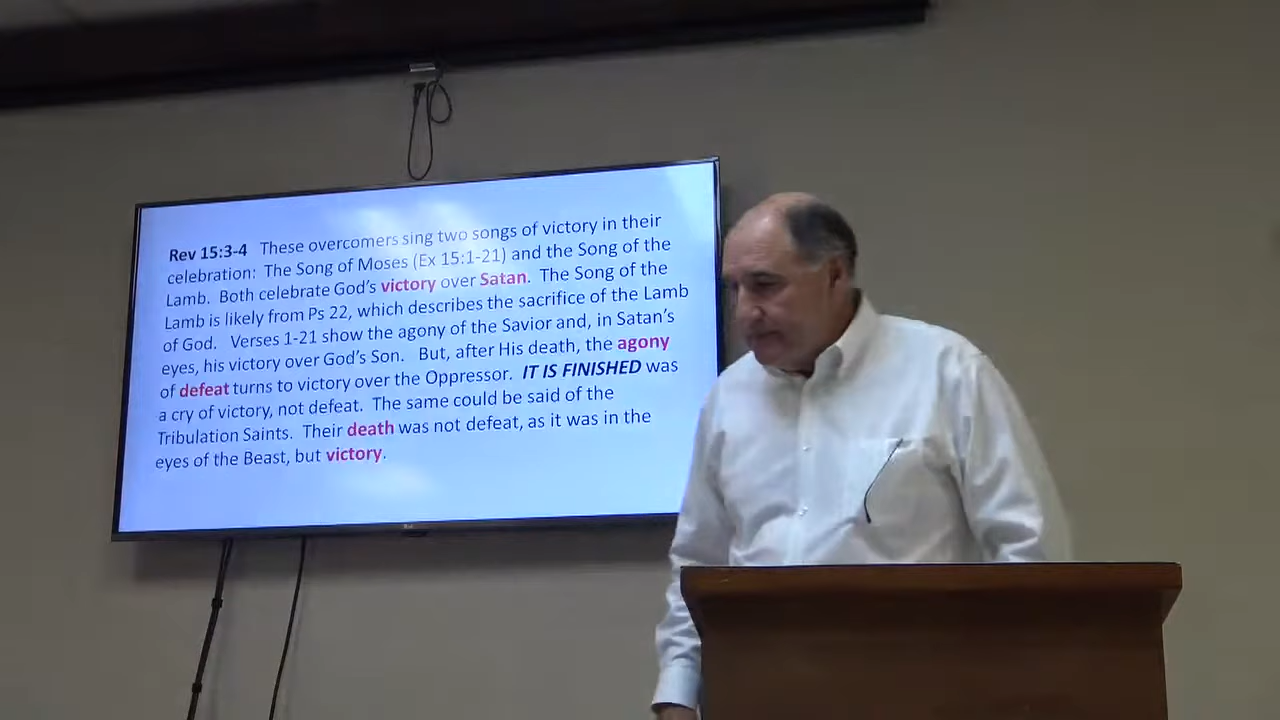 Rev 15:3-4 These overcomers sing two songs of victory in their
celebration: The Song of Moses (Ex 15:1-21) and the Song of the
Lamb. Both celebrate God's victory over Satan. The Song of the
Lamb is likely from Ps 22, which describes the sacrifice of the Lamb
of God. Verses 1-21 show the agony of the Savior and, in Satan's
eyes, his victory over God's Son. But, after His death, the agony
of defeat turns to victory over the Oppressor. IT IS FINISHED was
a cry of victory, not defeat. The same could be said of the
Tribulation Saints. Their death was not defeat, as it was in the
eyes of the Beast, but victory.